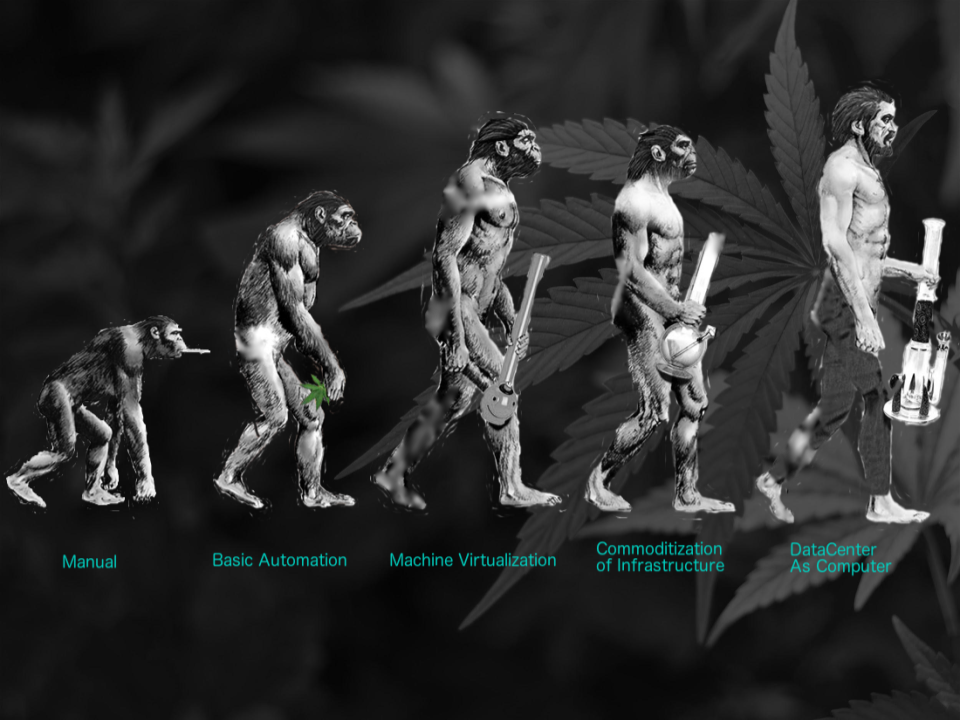 Manual
Basic Automation
Machine Virtualization
Commoditization
of Infrastructure
DataCenter
As Computer